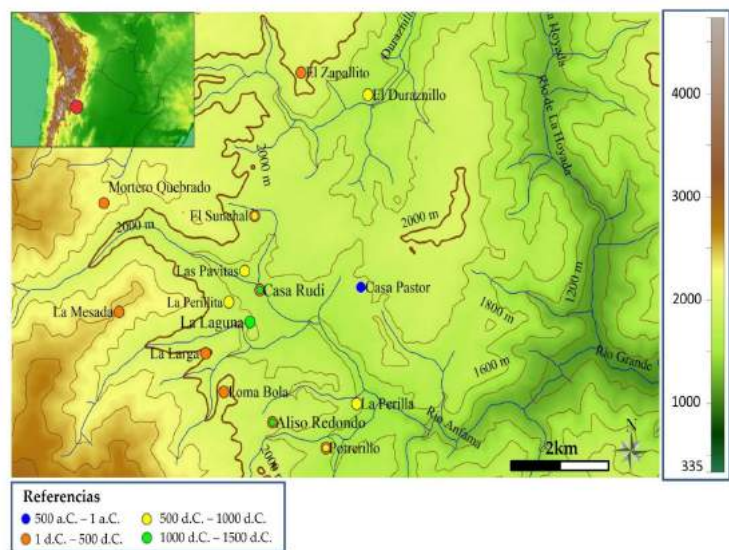 Duraznillo
La Hoyada
Río de La Hoyada
El Zapallito
El Duraznillo
2000 m
Mortero Quebrado
El Sunchal
2000 m
2000 m
Las Pavitas
Casa Rudi
Casa Pastor
1200 m
La Perillita
1800 m
La Mesada
La Laguna
La Larga
1600 m
Río Grande
Loma Bola
La Perilla
Río Anfama
Aliso Redondo
Potrerillo
2000 m
N
2km
4000
3000
2000
1000
335
Referencias
500 a.C. – 1 a.C.
500 d.C. – 1000 d.C.
1 d.C. – 500 d.C.
1000 d.C. – 1500 d.C.